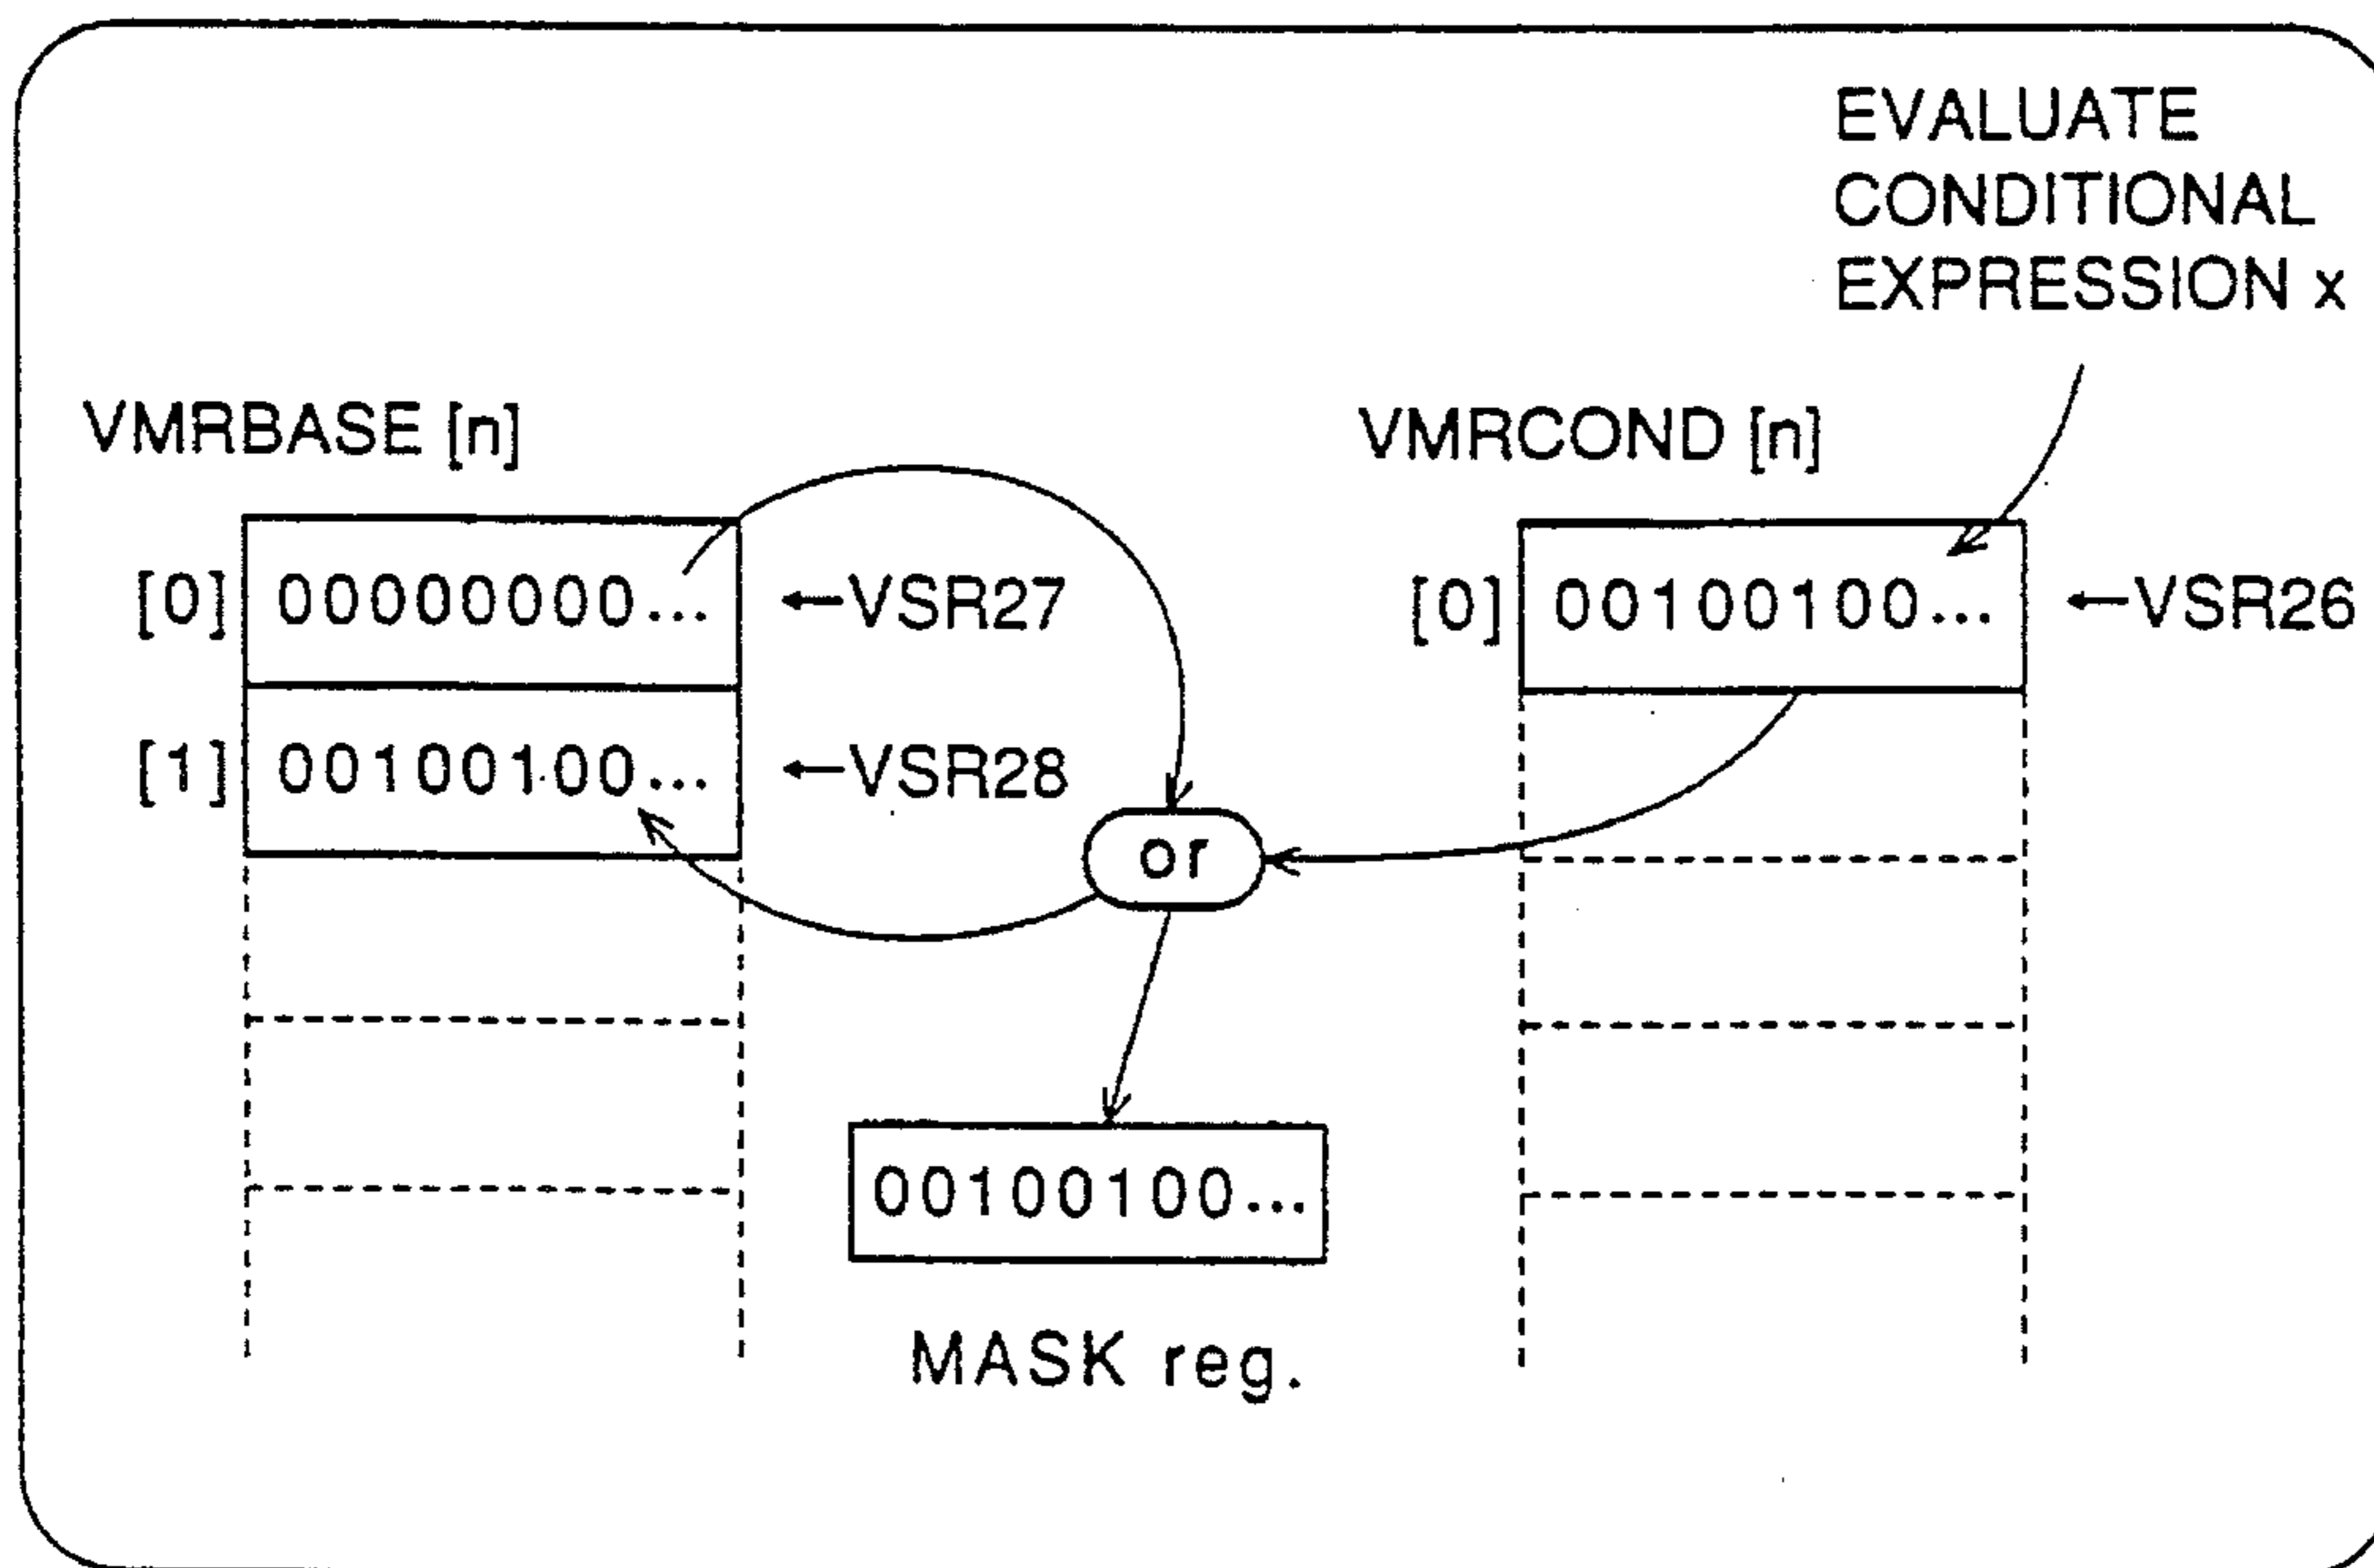 EVALUATE
CONDITIONAL
EXPRESSION x
VMRBASE [n]
VMRCOND [n]
[0] 00000000... ←VSR27
[0] 00100100... ←VSR26
[1] 00100100... ←VSR28
or
00100100...
MASK reg.